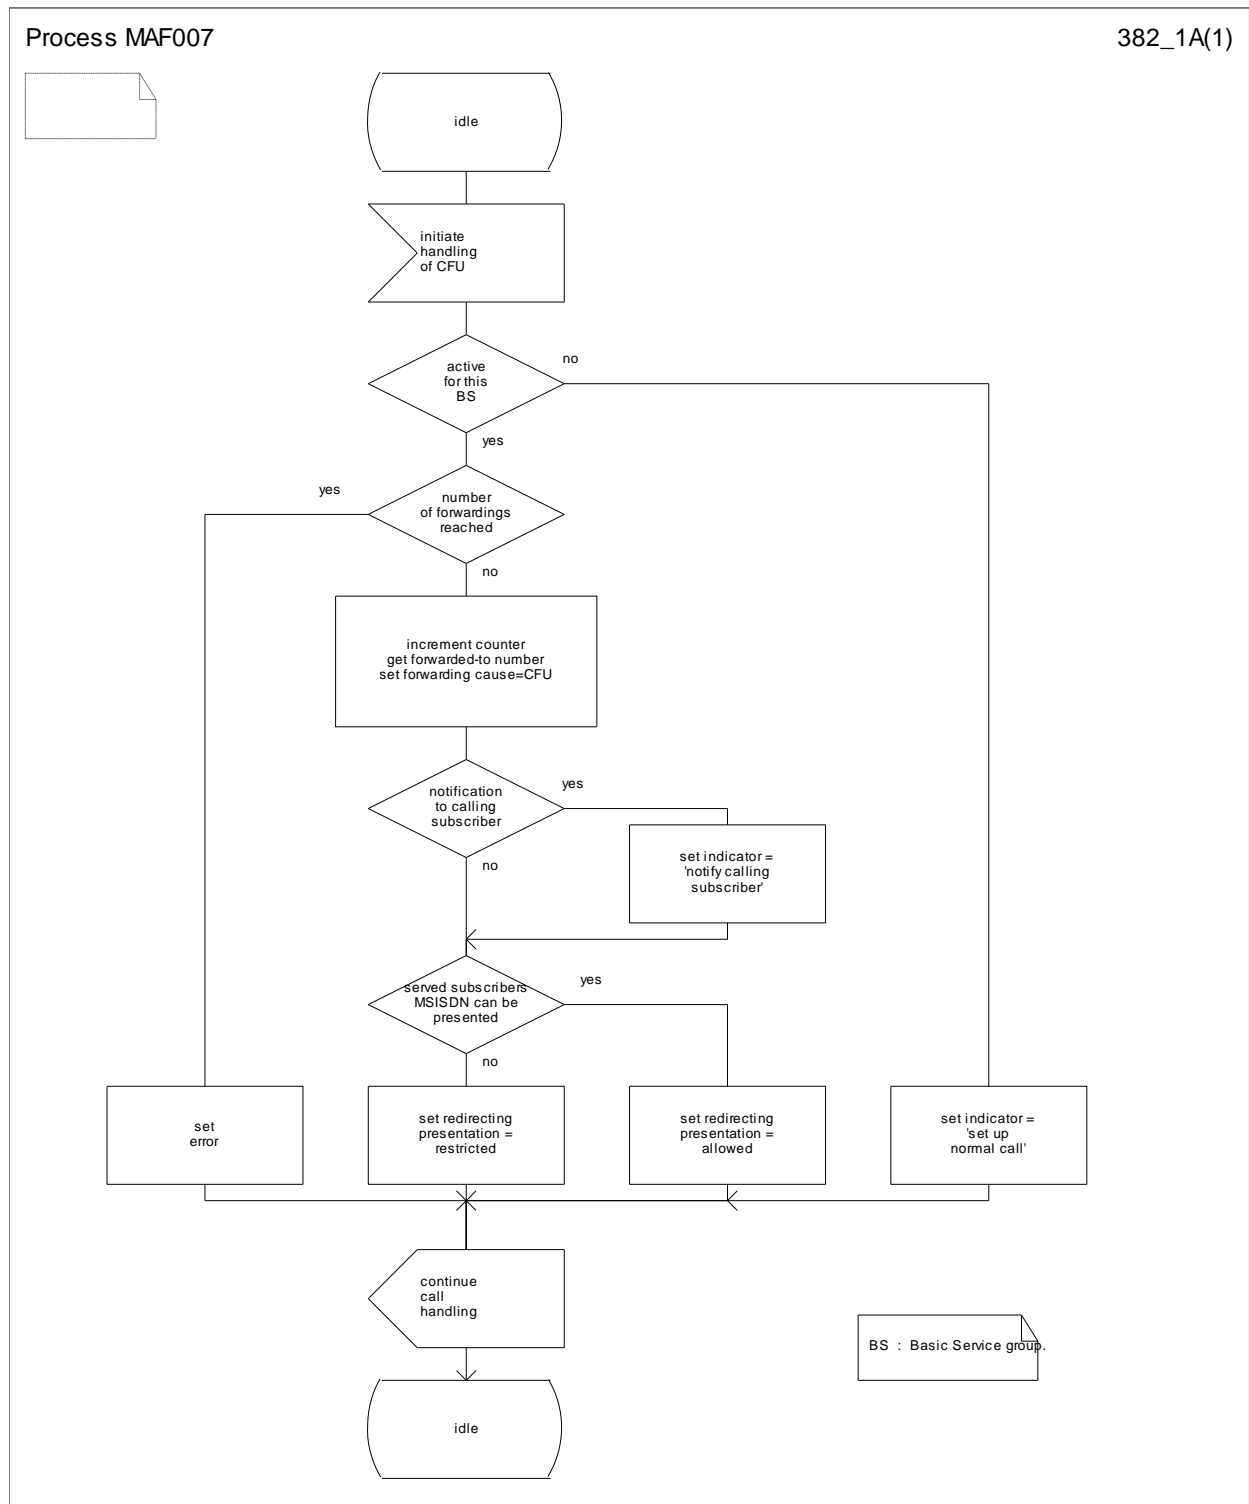 Process MAF007
382_1A(1)
idle
initiate
handling
of CFU
active
for this
BS
no
yes
number
of forwardings
reached
yes
no
increment counter
get forwarded-to number
set forwarding cause=CFU
notification
to calling
subscriber
yes
no
set indicator =
'notify calling
subscriber'
served subscribers
MSISDN can be
presented
yes
no
set
error
set redirecting
presentation =
restricted
set redirecting
presentation =
allowed
set indicator =
'set up
normal call'
continue
call
handling
BS : Basic Service group.
idle